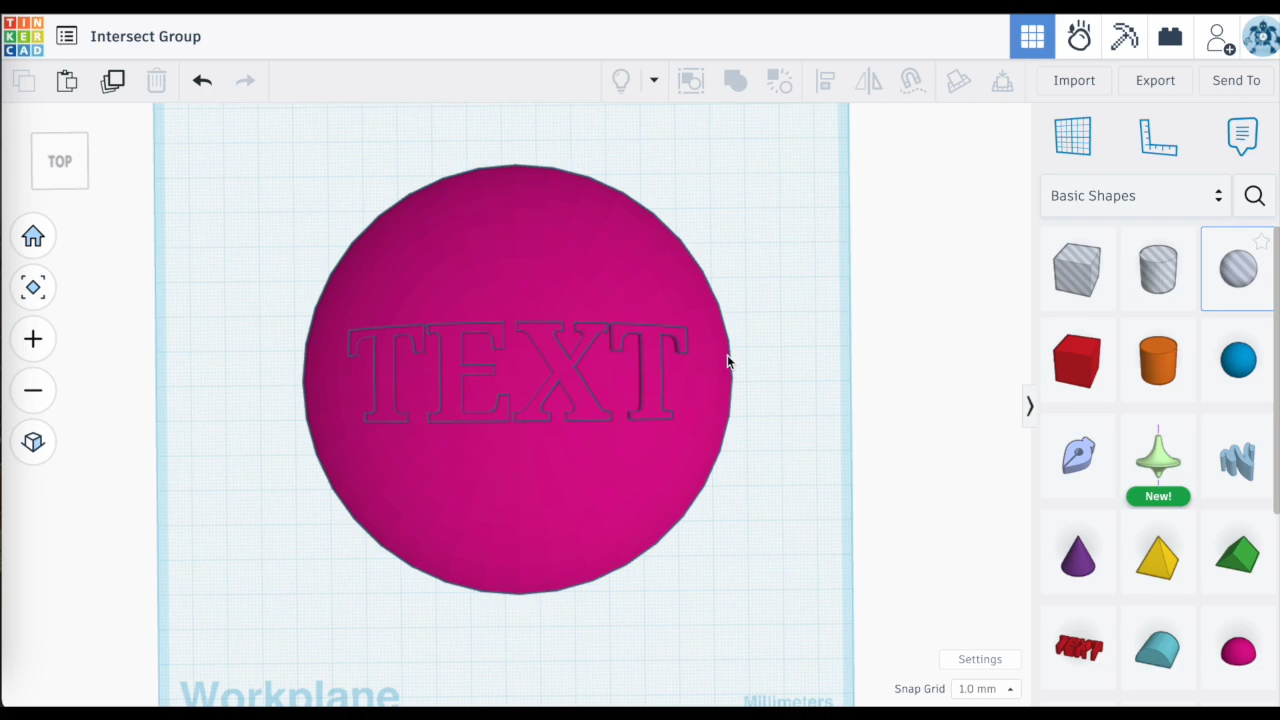 TIN
KER
CAD
Intersect Group
Import
Export
Send To
TOP
Basic Shapes
TEXT
New!
TEXT
Settings
Snap Grid
1.0 mm
Workplane
Millimeters